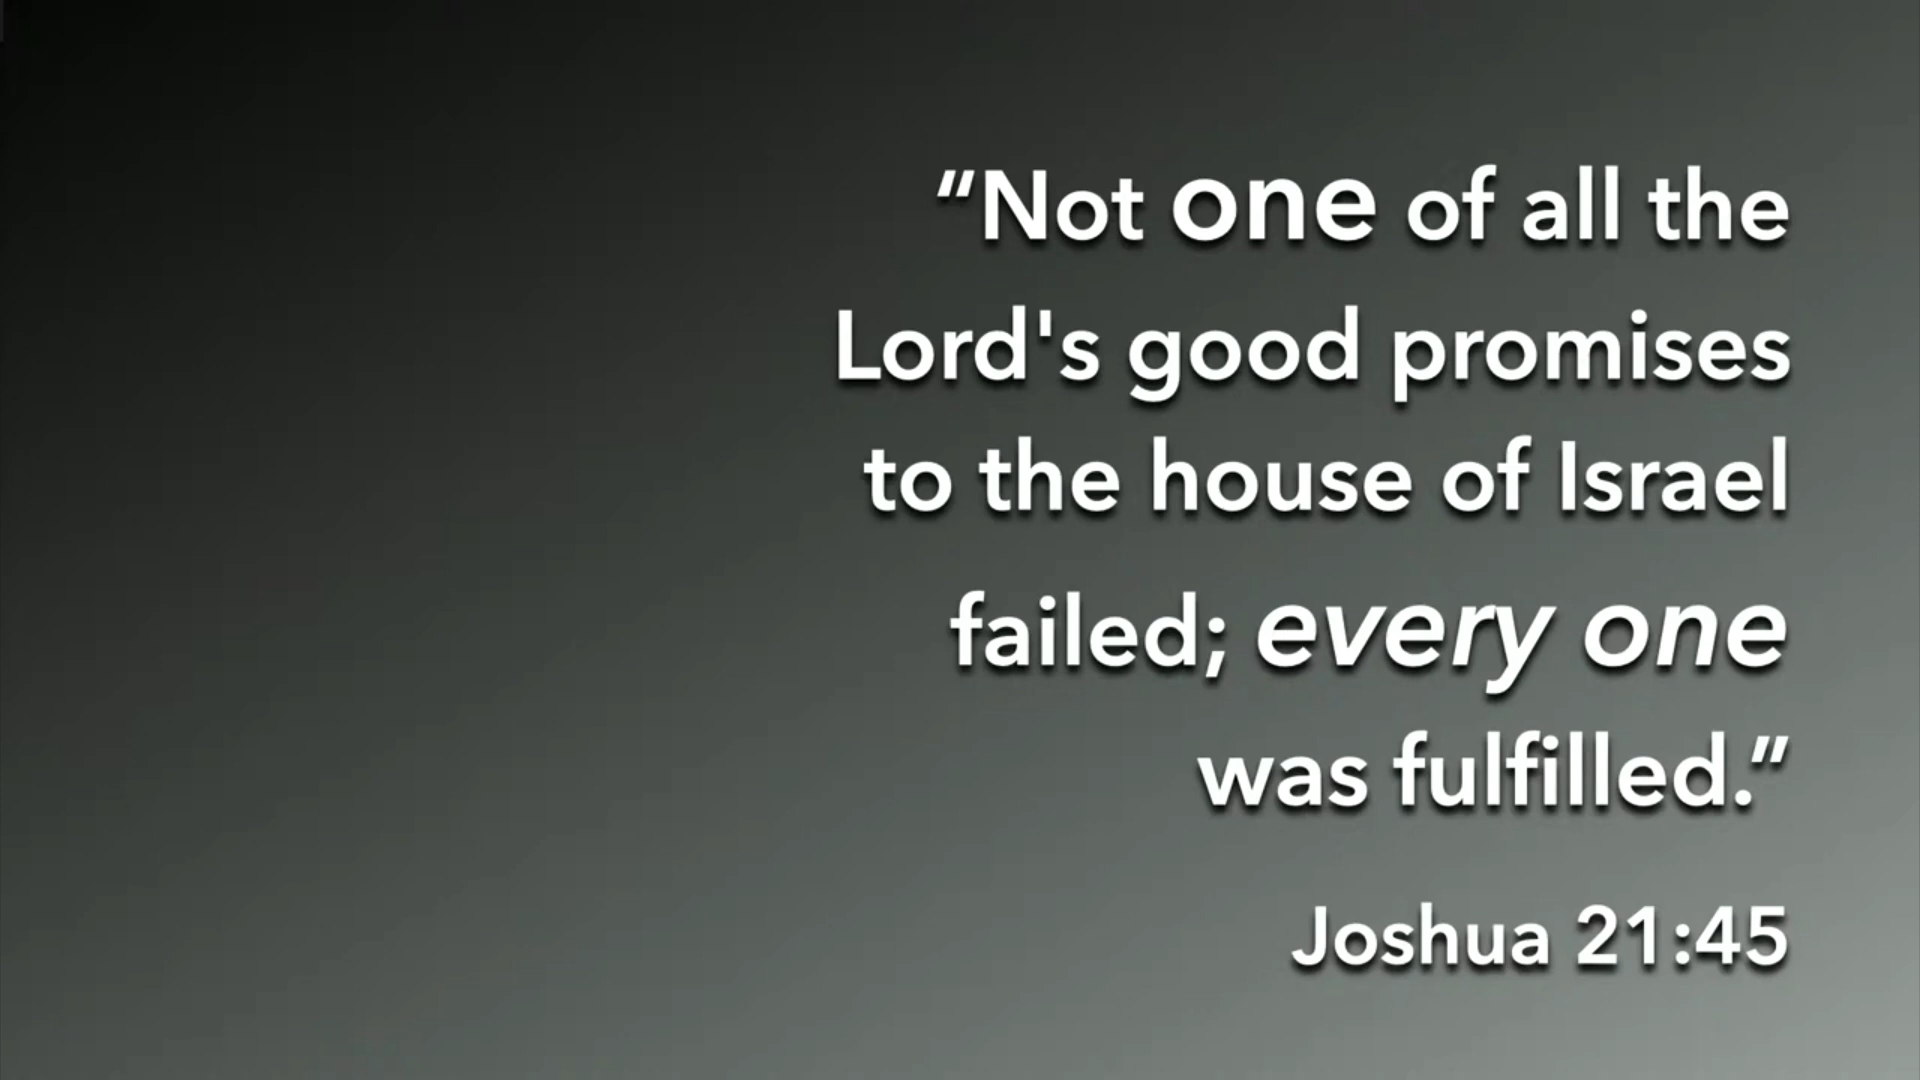 “Not one of all the
Lord's good promises
to the house of Israel
failed; every one
was fulfilled.”
Joshua 21:45